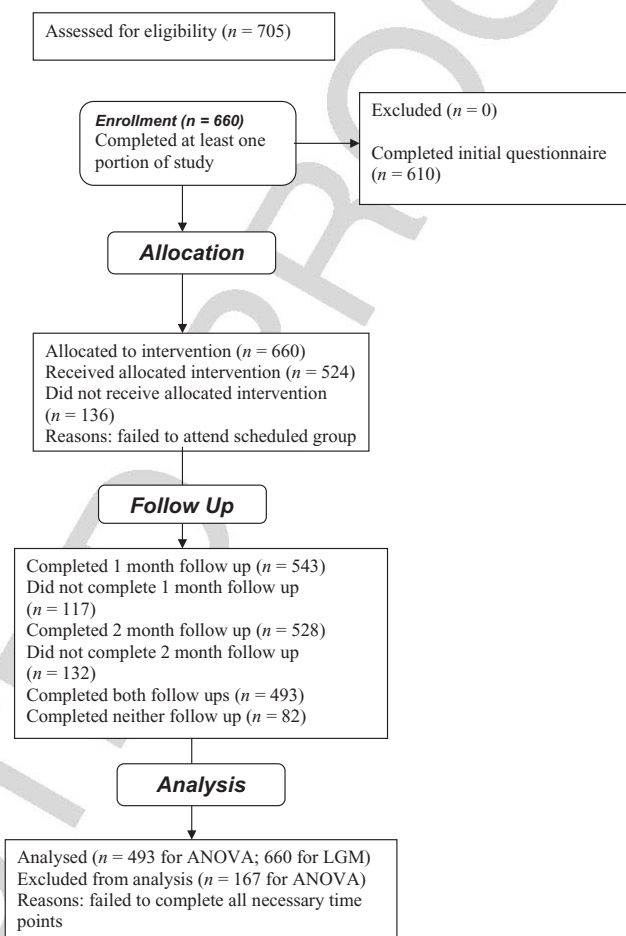 Assessed for eligibility (n = 705)
Enrollment (n = 660)
Completed at least one
portion of study
Excluded (n = 0)
Completed initial questionnaire
(n = 610)
Allocation
Allocated to intervention (n = 660)
Received allocated intervention (n = 524)
Did not receive allocated intervention
(n = 136)
Reasons: failed to attend scheduled group
Follow Up
Completed 1 month follow up (n = 543)
Did not complete 1 month follow up
(n = 117)
Completed 2 month follow up (n = 528)
Did not complete 2 month follow up
(n = 132)
Completed both follow ups (n = 493)
Completed neither follow up (n = 82)
Analysis
Analysed (n = 493 for ANOVA; 660 for LGM)
Excluded from analysis (n = 167 for ANOVA)
Reasons: failed to complete all necessary time
points